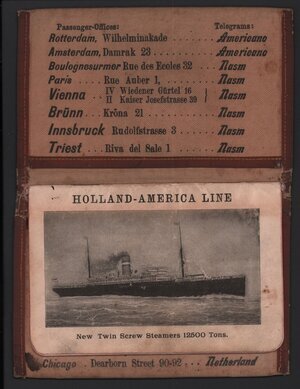 Passenger-Offices: Telegrams:
Rotterdam, Wilhelminakade ..... Americano
Amsterdam, Damrak 23 ..... Americano
Boulognesurmer Rue des Ecoles 32 .. Nasm
Paris .. Rue Auber 1, ..... Nasm
Vienna . { IV Wiedener Gürtel 16
II Kaiser Josefstrasse 39 } Nasm
Brünn .. Kröna 21 ....... Nasm
Innsbruck Rudolfstrasse 3 .... Nasm
Triest .. Riva del Sale 1 .... Nasm
HOLLAND-AMERICA LINE
New Twin Screw Steamers 12500 Tons.
Chicago . Dearborn Street 90-92 .. Netherland